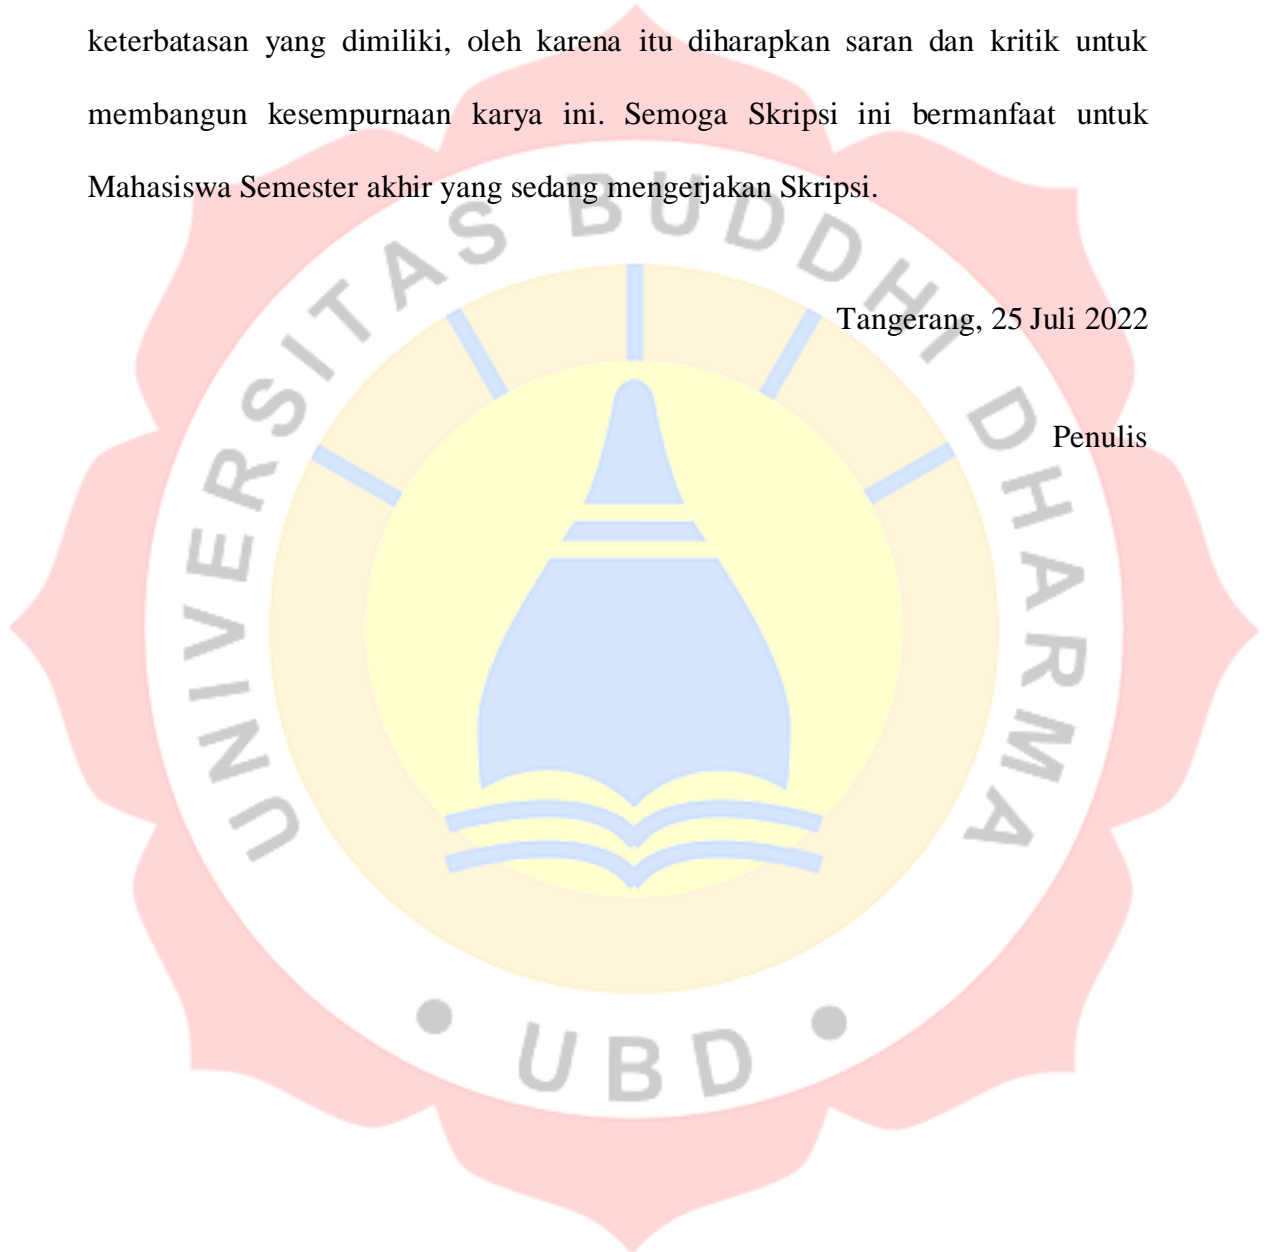 keterbatasan yang dimiliki, oleh karena itu diharapkan saran dan kritik untuk
membangun kesempurnaan karya ini. Semoga Skripsi ini bermanfaat untuk
Mahasiswa Semester akhir yang sedang mengerjakan Skripsi.
Tangerang, 25 Juli 2022
Penulis
UNIVERSITAS BUDDHI DHARMA
• UBD •